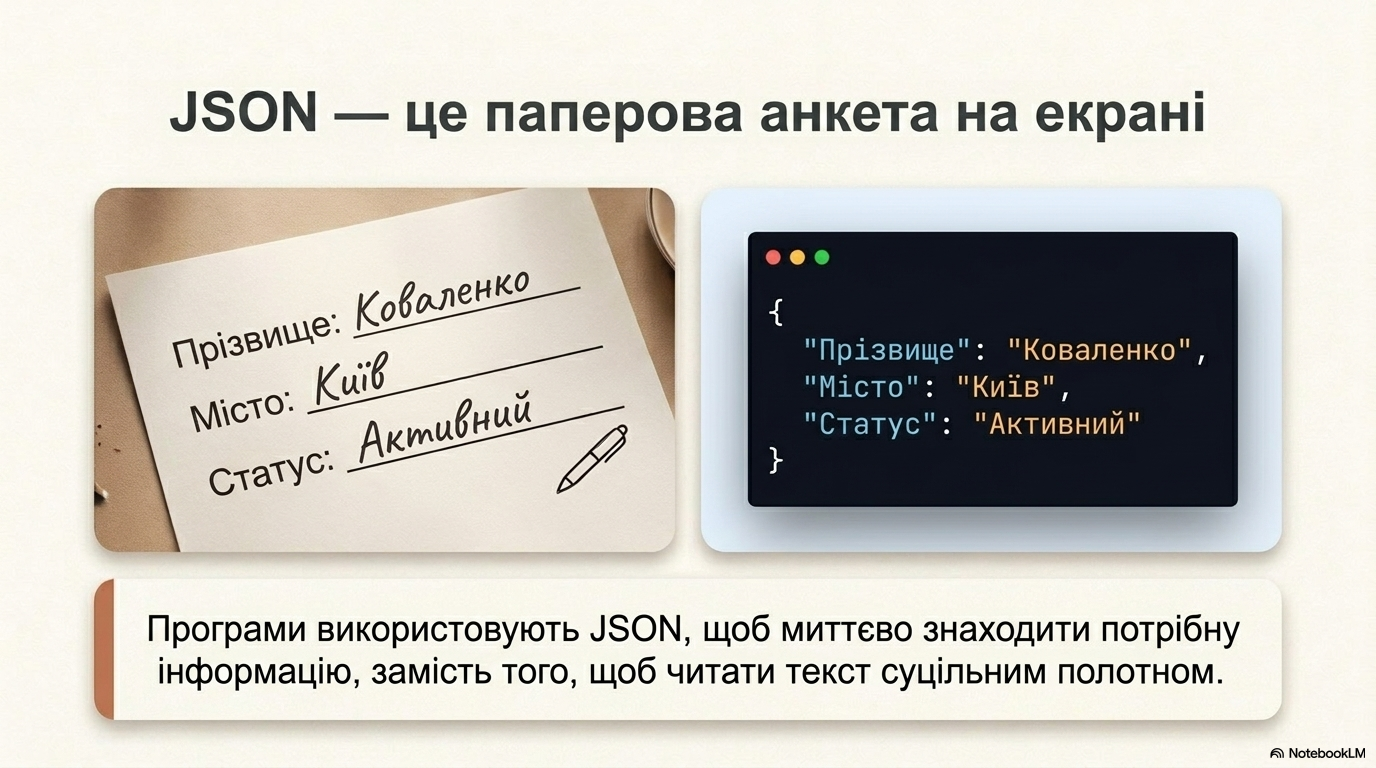 JSON — це паперова анкета на екрані
Прізвище: Коваленко
Місто: Київ
Статус: Активний
{
"Прізвище": "Коваленко",
"Місто": "Київ",
"Статус": "Активний"
}
Програми використовують JSON, щоб миттєво знаходити потрібну
інформацію, замість того, щоб читати текст суцільним полотном.
NotebookLM